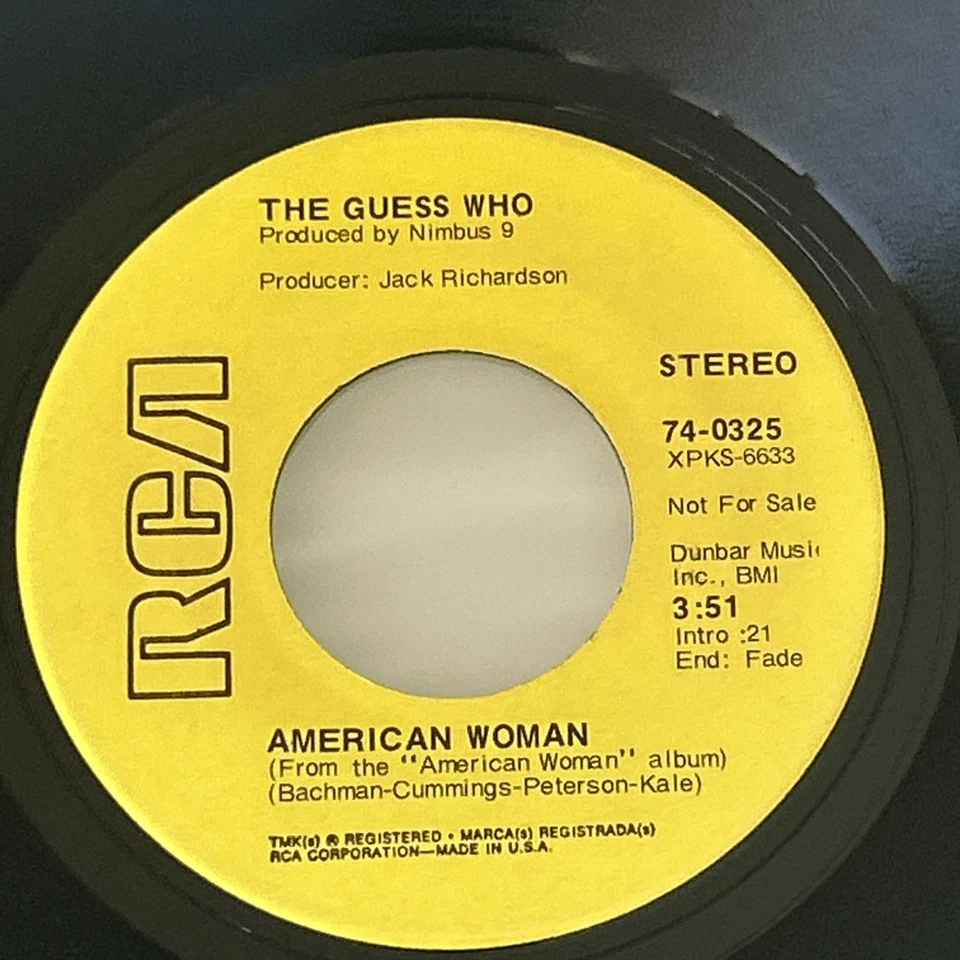 THE GUESS WHO
Produced by Nimbus 9
Producer: Jack Richardson
RCA
STEREO
74-0325
XPKS-6633
Not For Sale
Dunbar Musi
Inc., BMI
3:51
Intro :21
End: Fade
AMERICAN WOMAN
(From the "American Woman" album)
(Bachman-Cummings-Peterson-Kale)
TMK(s) ® REGISTERED • MARCA(s) REGISTRADA(s)
RCA CORPORATION—MADE IN U.S.A.